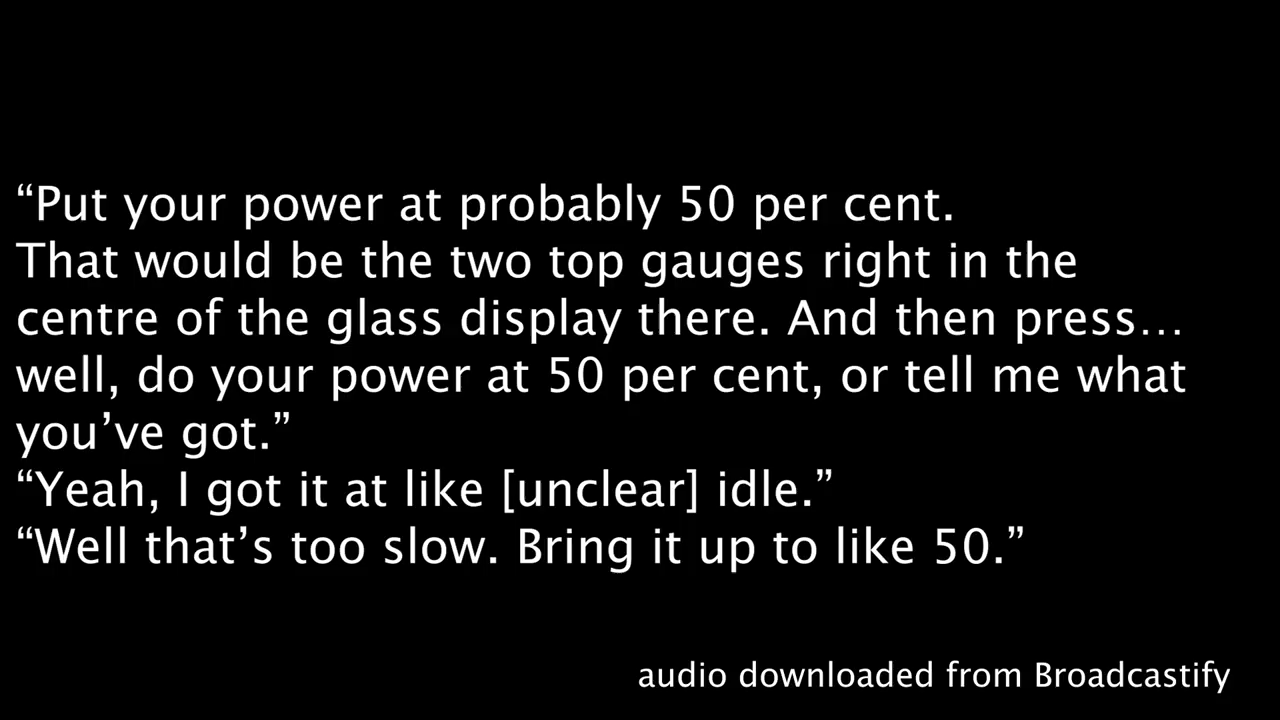 “Put your power at probably 50 per cent.
That would be the two top gauges right in the
centre of the glass display there. And then press…
well, do your power at 50 per cent, or tell me what
you’ve got.”
“Yeah, I got it at like [unclear] idle.”
“Well that’s too slow. Bring it up to like 50.”
audio downloaded from Broadcastify